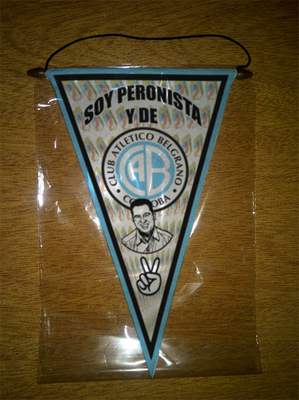 SOY PERONISTA
Y DE
CLUB ATLETICO BELGRANO
CAB
CORDOBA